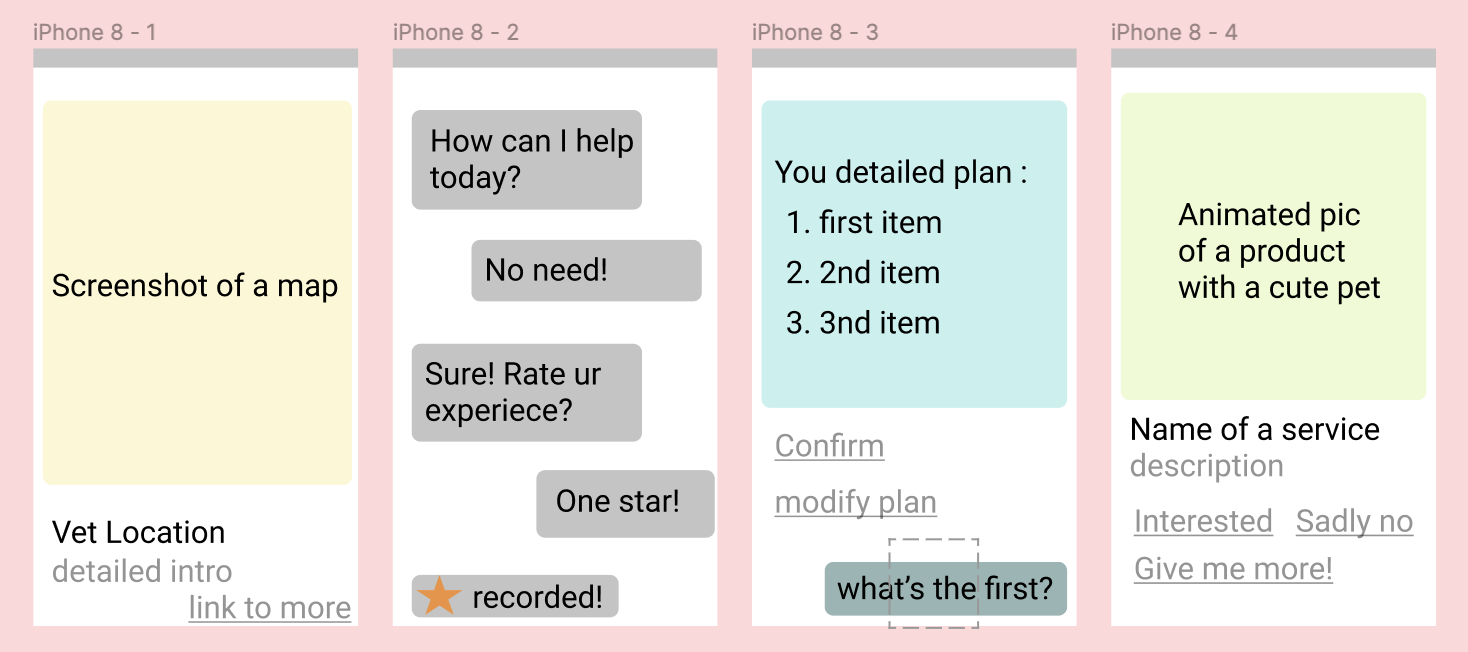 iPhone 8 - 1
Screenshot of a map
Vet Location
detailed intro
link to more
iPhone 8 - 2
How can I help
today?
No need!
Sure! Rate ur
experiece?
One star!
recorded!
iPhone 8 - 3
You detailed plan :
1. first item
2. 2nd item
3. 3nd item
Confirm
modify plan
what's the first?
iPhone 8 - 4
Animated pic
of a product
with a cute pet
Name of a service
description
Interested Sadly no
Give me more!